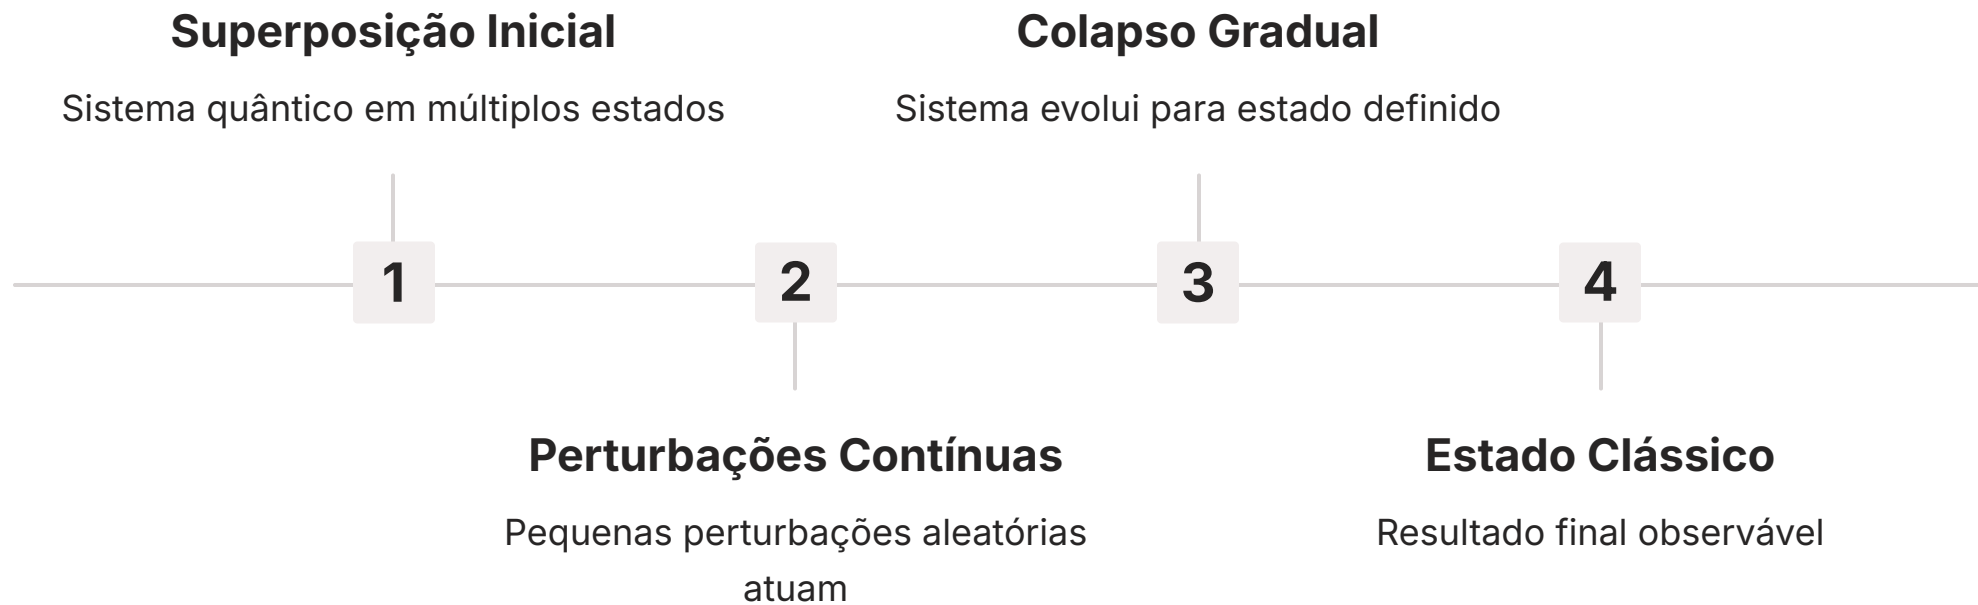 Superposição Inicial
Sistema quântico em múltiplos estados
1
2
Perturbações Contínuas
Pequenas perturbações aleatórias
atuam
Colapso Gradual
Sistema evolui para estado definido
3
4
Estado Clássico
Resultado final observável